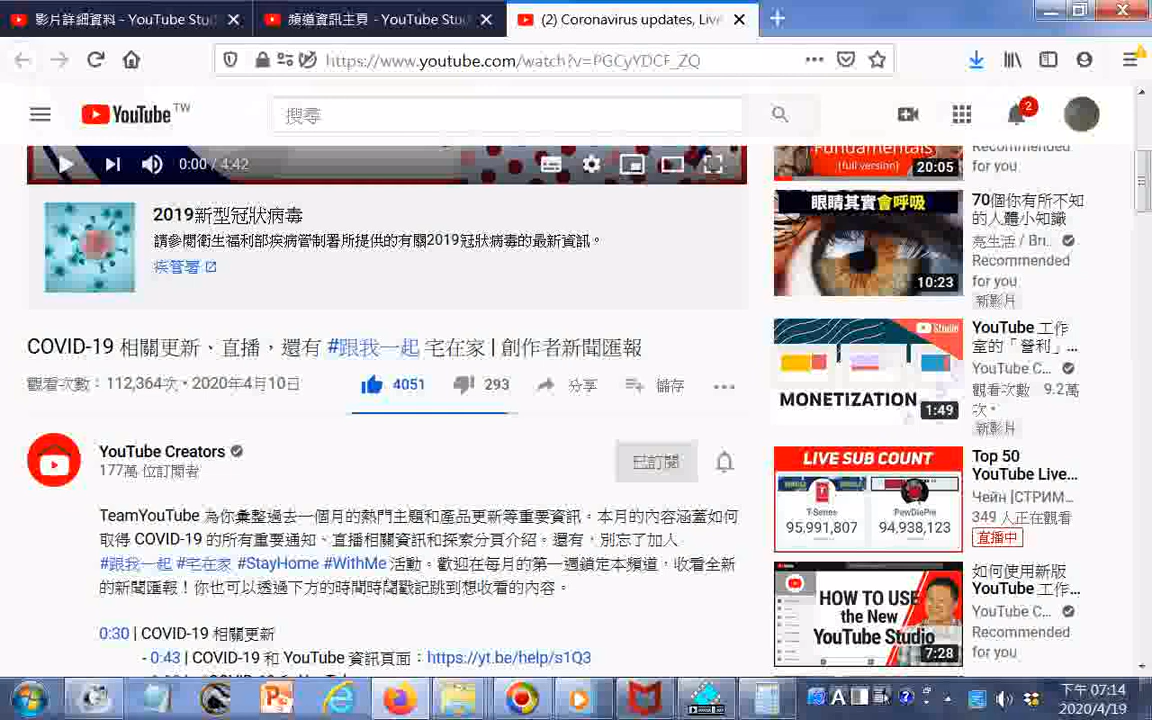 影片詳細資料 - YouTube Stu
頻道資訊主頁 - YouTube Stu
(2) Coronavirus updates, Live
https://www.youtube.com/watch?v=PGCyYDCF_ZQ
YouTube TW
搜尋
2
0:00 / 4:42
2019新型冠狀病毒
請參閱衛生福利部疾病管制署所提供的有關2019冠狀病毒的最新資訊。
疾管署
COVID-19 相關更新、直播，還有 #跟我一起 宅在家 | 創作者新聞匯報
觀看次數：112,364次 • 2020年4月10日
4051
293
分享
儲存
YouTube Creators
177萬 位訂閱者
已訂閱
TeamYouTube 為你彙整過去一個月的熱門主題和產品更新等重要資訊。本月的內容涵蓋如何
取得 COVID-19 的所有重要通知、直播相關資訊和探索分頁介紹。還有，別忘了加入
#跟我一起 #宅在家 #StayHome #WithMe 活動。歡迎在每月的第一週鎖定本頻道，收看全新
的新聞匯報！你也可以透過下方的時間時間戳記跳到想收看的內容。
0:30 | COVID-19 相關更新
- 0:43 | COVID-19 和 YouTube 資訊頁面：https://yt.be/help/s1Q3
Fundamentals
(full version)
20:05
Recommended
for you
眼睛其實會呼吸
10:23
70個你有所不知
的人體小知識
亮生活 / Bri...
Recommended
for you
新影片
Studio
MONETIZATION
1:49
YouTube 工作
室的「營利」...
YouTube C...
觀看次數：9.2萬
次 •
新影片
LIVE SUB COUNT
T-Series
PewDiePie
95,991,807
94,938,123
Top 50
YouTube Live...
Чейн |СТРИМ...
349 人正在觀看
直播中
HOW TO USE
the New
YouTube Studio
7:28
如何使用新版
YouTube 工作...
YouTube C...
Recommended
for you
下午 07:14
2020/4/19